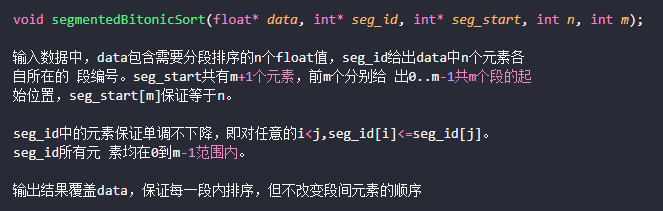 void segmentedBitonicSort(float* data, int* seg_id, int* seg_start, int n, int m);
输入数据中，data包含需要分段排序的n个float值，seg_id给出data中n个元素各
自所在的 段编号。seg_start共有m+1个元素，前m个分别给 出0..m-1共m个段的起
始位置，seg_start[m]保证等于n。
seg_id中的元素保证单调不下降，即对任意的i<j,seg_id[i]<=seg_id[j]。
seg_id所有元 素均在0到m-1范围内。
输出结果覆盖data，保证每一段内排序，但不改变段间元素的顺序